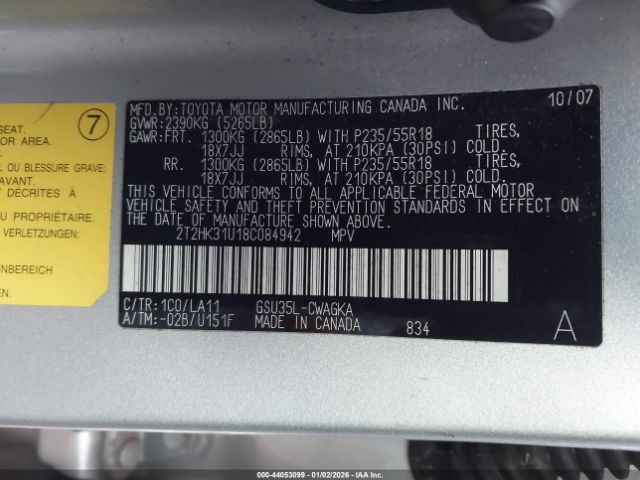 7
SEAT.
OR AREA.
L OU BLESSURE GRAVE:
AVANT.
DÉCRITES À
U PROPRIÉTAIRE.
VERLETZUNG:
ENBEREICH
MFD.BY:TOYOTA MOTOR MANUFACTURING CANADA INC. 10/07
GVWR:2390KG (5265LB)
GAWR:FRT. 1300KG (2865LB) WITH P235/55R18 TIRES,
18X7JJ RIMS, AT 210KPA (30PSI) COLD.
RR. 1300KG (2865LB) WITH P235/55R18 TIRES,
18X7JJ RIMS, AT 210KPA (30PSI) COLD.
THIS VEHICLE CONFORMS TO ALL APPLICABLE FEDERAL MOTOR
VEHICLE SAFETY AND THEFT PREVENTION STANDARDS IN EFFECT ON
THE DATE OF MANUFACTURE SHOWN ABOVE.
2T2HK31U18C084942 MPV
C/TR:1C0/LA11 GSU35L-CWAGKA
A/TM:-02B/U151F MADE IN CANADA 834 A
000-44053099 - 01/02/2026 - IAA Inc.